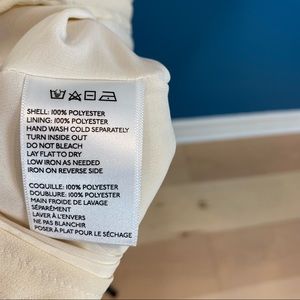 SHELL: 100% POLYESTER
LINING: 100% POLYESTER
HAND WASH COLD SEPARATELY
TURN INSIDE OUT
DO NOT BLEACH
LAY FLAT TO DRY
LOW IRON AS NEEDED
IRON ON REVERSE SIDE
COQUILLE: 100% POLYESTER
DOUBLURE: 100% POLYESTER
MAIN FROIDE DE LAVAGE
SÉPARÉMENT
LAVER À L'ENVERS
NE PAS BLANCHIR
POSER À PLAT POUR LE SÉCHAGE